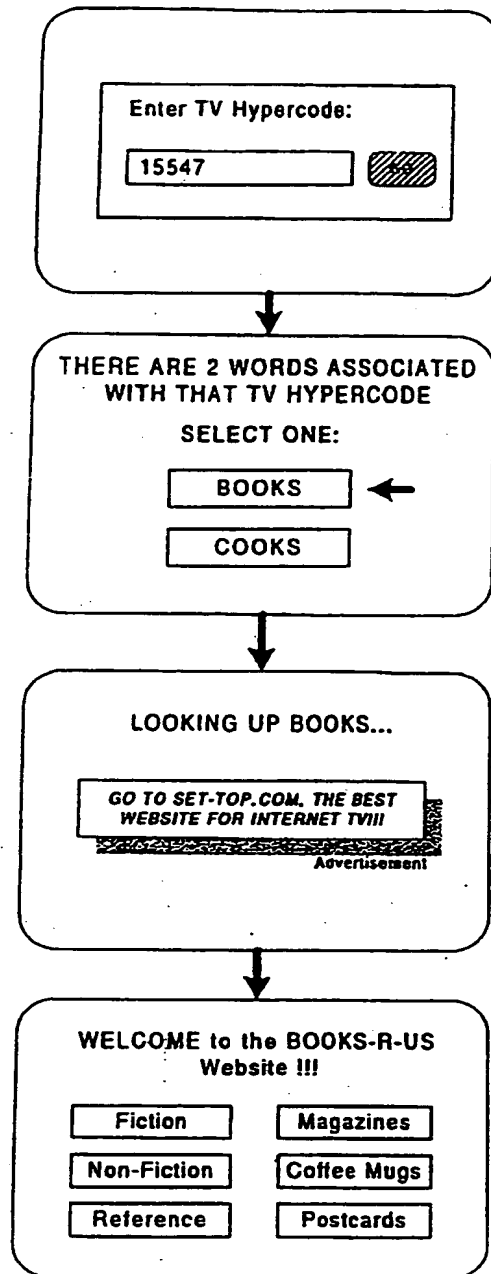 Enter TV Hypercode:
15547
THERE ARE 2 WORDS ASSOCIATED
WITH THAT TV HYPERCODE
SELECT ONE:
BOOKS
COOKS
LOOKING UP BOOKS...
GO TO SET-TOP.COM. THE BEST
WEBSITE FOR INTERNET TV!!!
Advertisement
WELCOME to the BOOKS-R-US
Website !!!
Fiction
Magazines
Non-Fiction
Coffee Mugs
Reference
Postcards